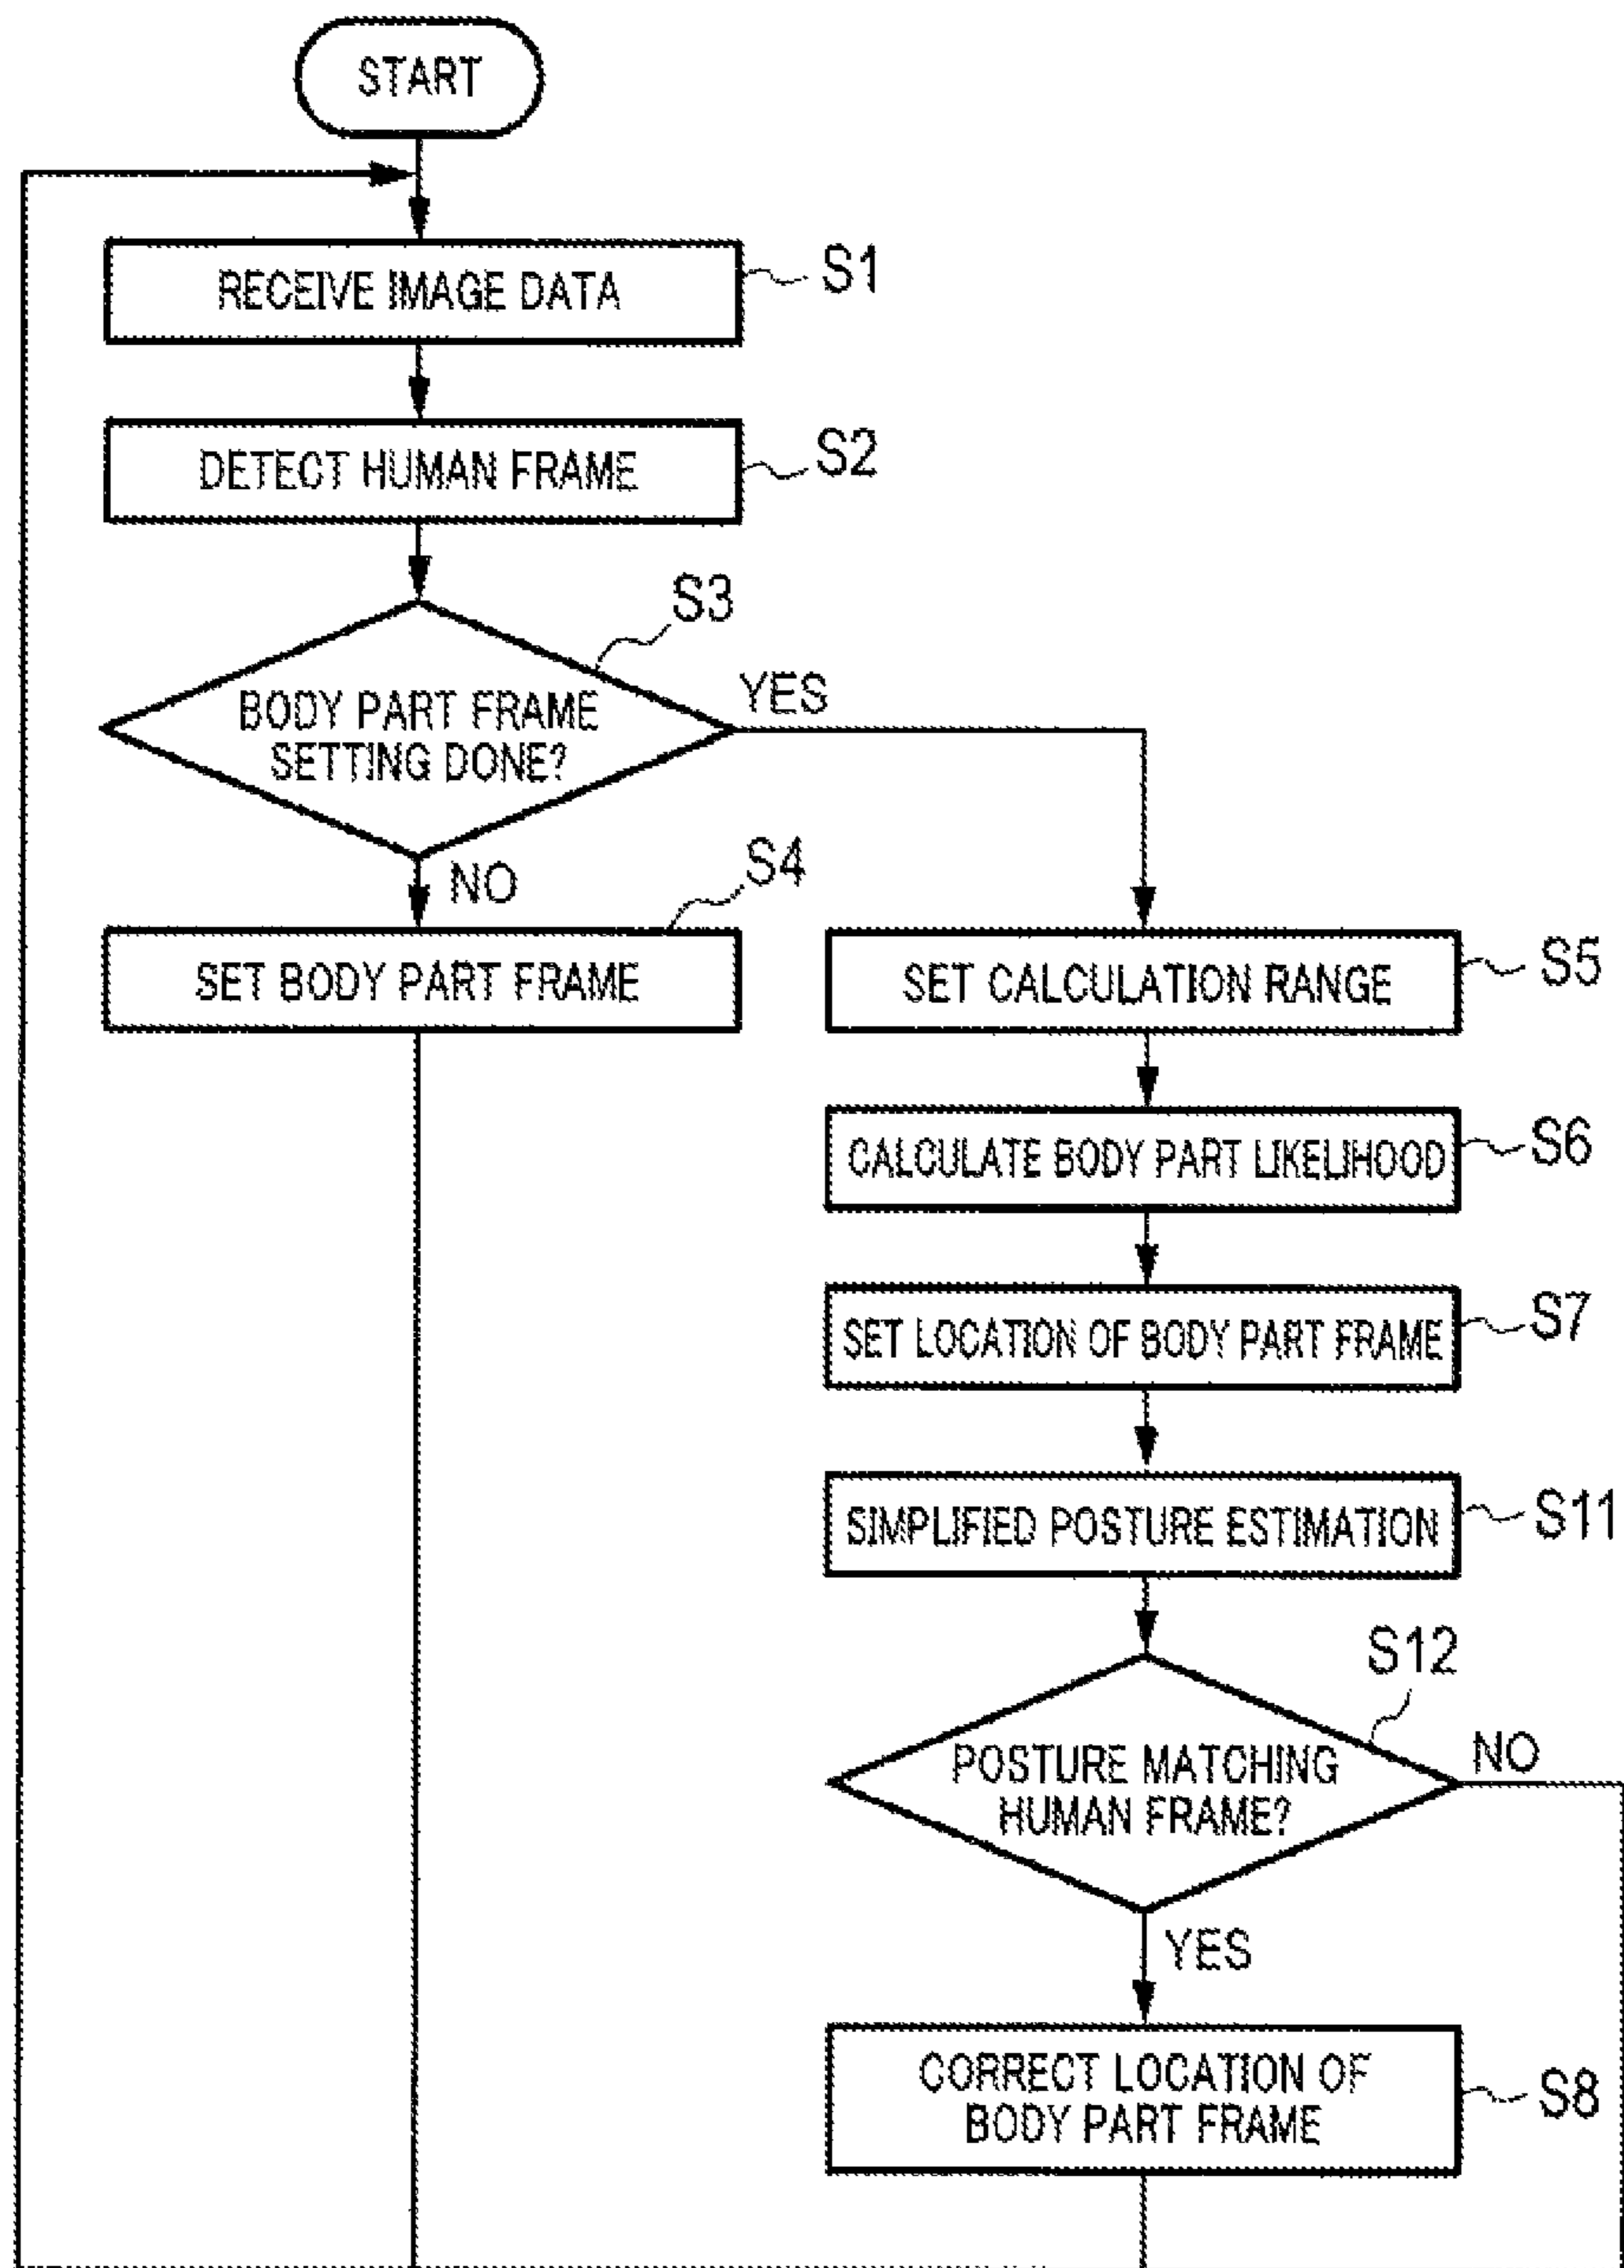 START
RECEIVE IMAGE DATA
S1
DETECT HUMAN FRAME
S2
S3
BODY PART FRAME
SETTING DONE?
YES
NO
S4
SET BODY PART FRAME
SET CALCULATION RANGE
S5
CALCULATE BODY PART LIKELIHOOD
S6
SET LOCATION OF BODY PART FRAME
S7
SIMPLIFIED POSTURE ESTIMATION
S11
S12
POSTURE MATCHING
HUMAN FRAME?
NO
YES
CORRECT LOCATION OF
BODY PART FRAME
S8